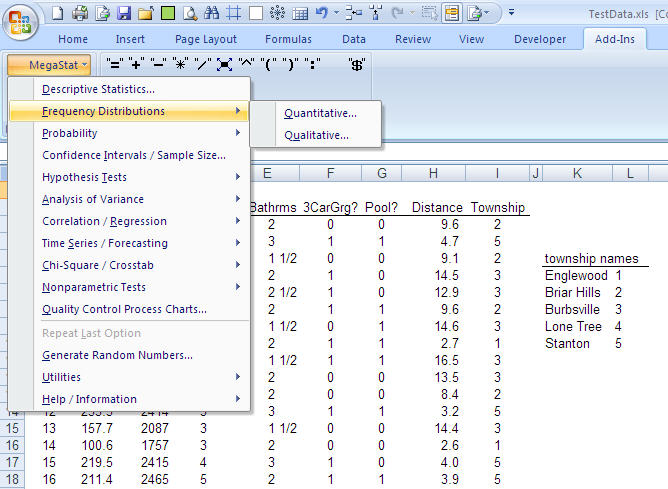 TestData.xls [Co
Home Insert Page Layout Formulas Data Review View Developer Add-Ins
MegaStat "=" "+" "−" "*" "/" "^" "(" ")" ":" "$"
Descriptive Statistics...
Frequency Distributions
Quantitative...
Qualitative...
Probability
Confidence Intervals / Sample Size...
Hypothesis Tests
Analysis of Variance
Correlation / Regression
Time Series / Forecasting
Chi-Square / Crosstab
Nonparametric Tests
Quality Control Process Charts...
Repeat Last Option
Generate Random Numbers...
Utilities
Help / Information
E F G H I J K L
Bathrms 3CarGrg? Pool? Distance Township
2 0 0 9.6 2
3 1 1 4.7 5
1 1/2 0 0 9.1 2 township names
2 0 1 14.5 3 Englewood 1
2 1/2 0 1 12.9 3 Briar Hills 2
2 1 1 9.6 2 Burbsville 3
1 1/2 0 1 14.6 3 Lone Tree 4
2 1 1 2.7 1 Stanton 5
1 1/2 1 1 16.5 3
2 0 0 13.5 3
2 0 0 8.4 2
14 12 2414 3 3 1 1 3.2 5
15 13 157.7 2087 3 1 1/2 0 0 14.4 3
16 14 100.6 1757 3 2 0 0 2.6 1
17 15 219.5 2415 4 3 1 0 4.0 5
18 16 211.4 2465 5 2 1 1 3.9 5